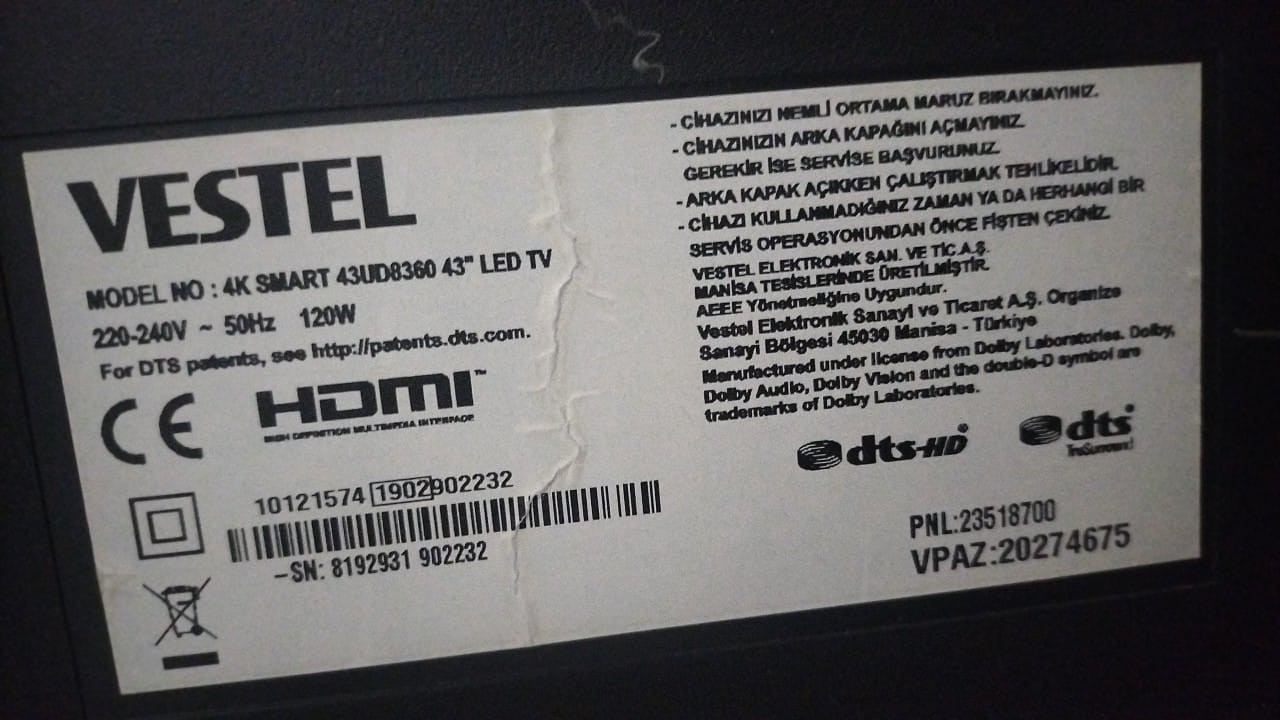 VESTEL
MODEL NO : 4K SMART 43UD8360 43" LED TV
220-240V ~ 50Hz 120W
For DTS patents, see http://patents.dts.com.
CE
HDMI™
HIGH DEFINITION MULTIMEDIA INTERFACE
10121574 1902902232
-SN: 8192931 902232
- CİHAZINIZI NEMLİ ORTAMA MARUZ BIRAKMAYINIZ.
- CİHAZINIZIN ARKA KAPAĞINI AÇMAYINIZ.
GEREKİR İSE SERVİSE BAŞVURUNUZ.
- ARKA KAPAK AÇIKKEN ÇALIŞTIRMAK TEHLİKELİDİR.
- CİHAZI KULLANMADIĞINIZ ZAMAN YA DA HERHANGİ BİR
SERVİS OPERASYONUNDAN ÖNCE FİŞTEN ÇEKİNİZ.
VESTEL ELEKTRONİK SAN. VE TİC.A.Ş.
MANİSA TESİSLERİNDE ÜRETİLMİŞTİR.
AEEE Yönetmeliğine Uygundur.
Vestel Elektronik Sanayi ve Ticaret A.Ş. Organize
Sanayi Bölgesi 45030 Manisa - Türkiye
Manufactured under license from Dolby Laboratories. Dolby,
Dolby Audio, Dolby Vision and the double-D symbol are
trademarks of Dolby Laboratories.
dts-HD
dts
TruSurround
PNL:23518700
VPAZ:20274675